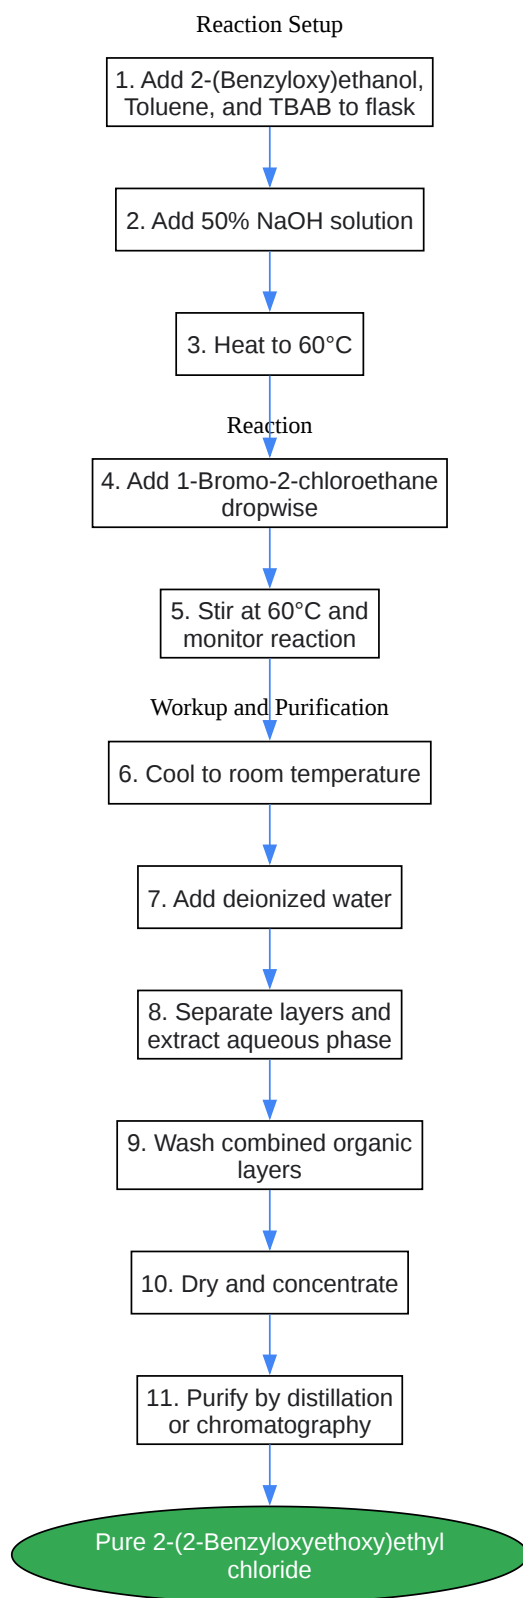 Reaction Setup
1. Add 2-(Benzyloxy)ethanol,
Toluene, and TBAB to flask
2. Add 50% NaOH solution
3. Heat to 60°C
Reaction
4. Add 1-Bromo-2-chloroethane
dropwise
5. Stir at 60°C and
monitor reaction
Workup and Purification
6. Cool to room temperature
7. Add deionized water
8. Separate layers and
extract aqueous phase
9. Wash combined organic
layers
10. Dry and concentrate
11. Purify by distillation
or chromatography
Pure 2-(2-Benzyloxyethoxy)ethyl
chloride